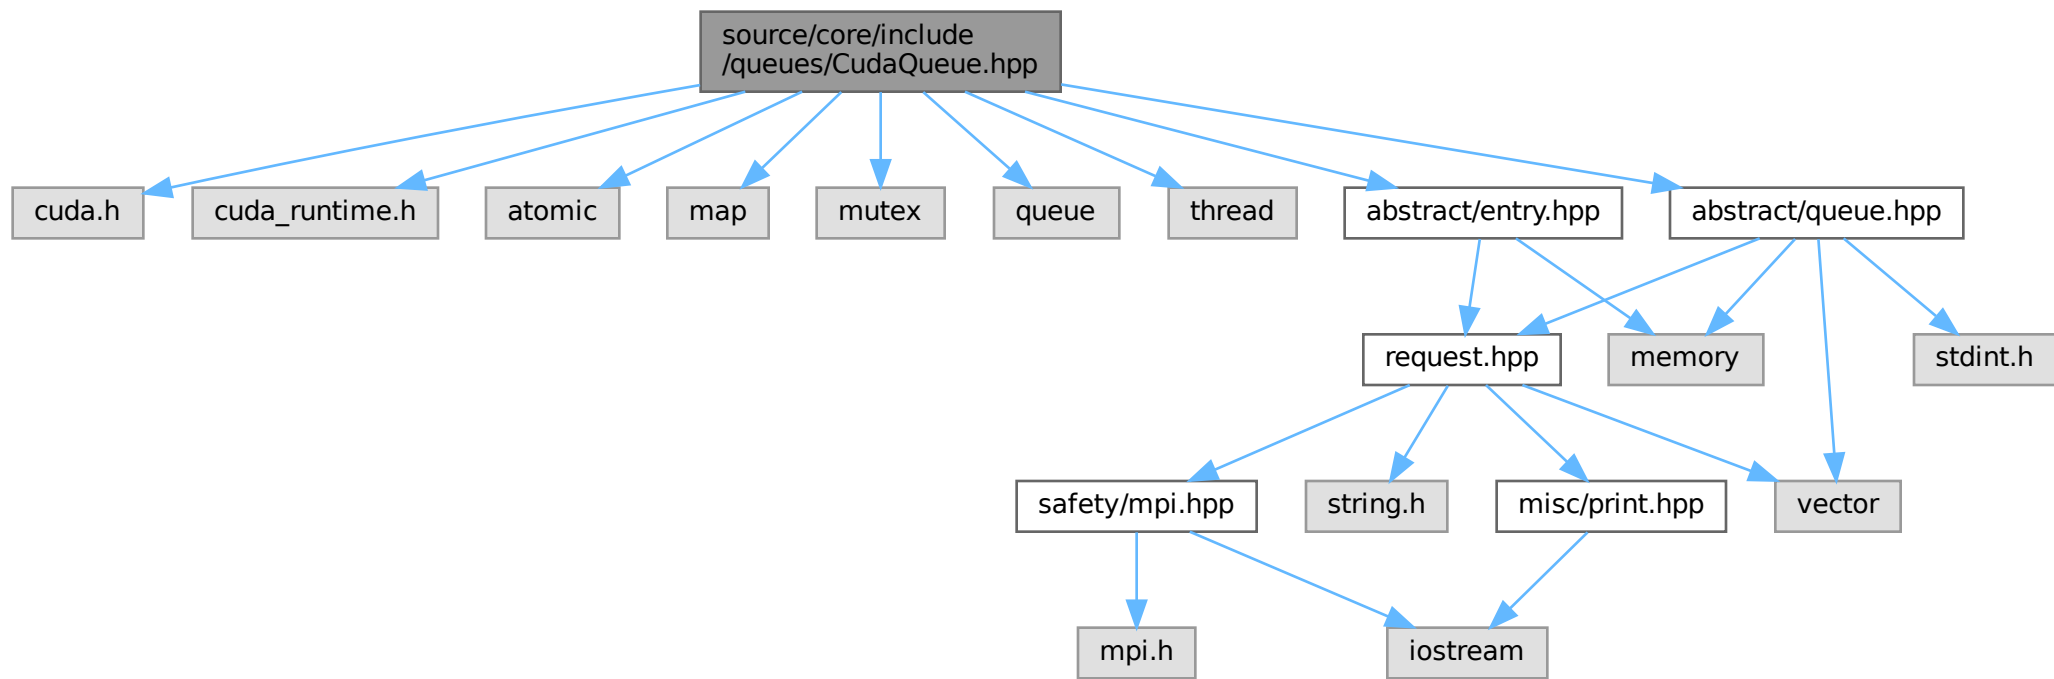 source/core/include
/queues/CudaQueue.hpp
cuda.h
cuda_runtime.h
atomic
map
mutex
queue
thread
abstract/entry.hpp
abstract/queue.hpp
request.hpp
memory
stdint.h
safety/mpi.hpp
string.h
misc/print.hpp
vector
mpi.h
iostream